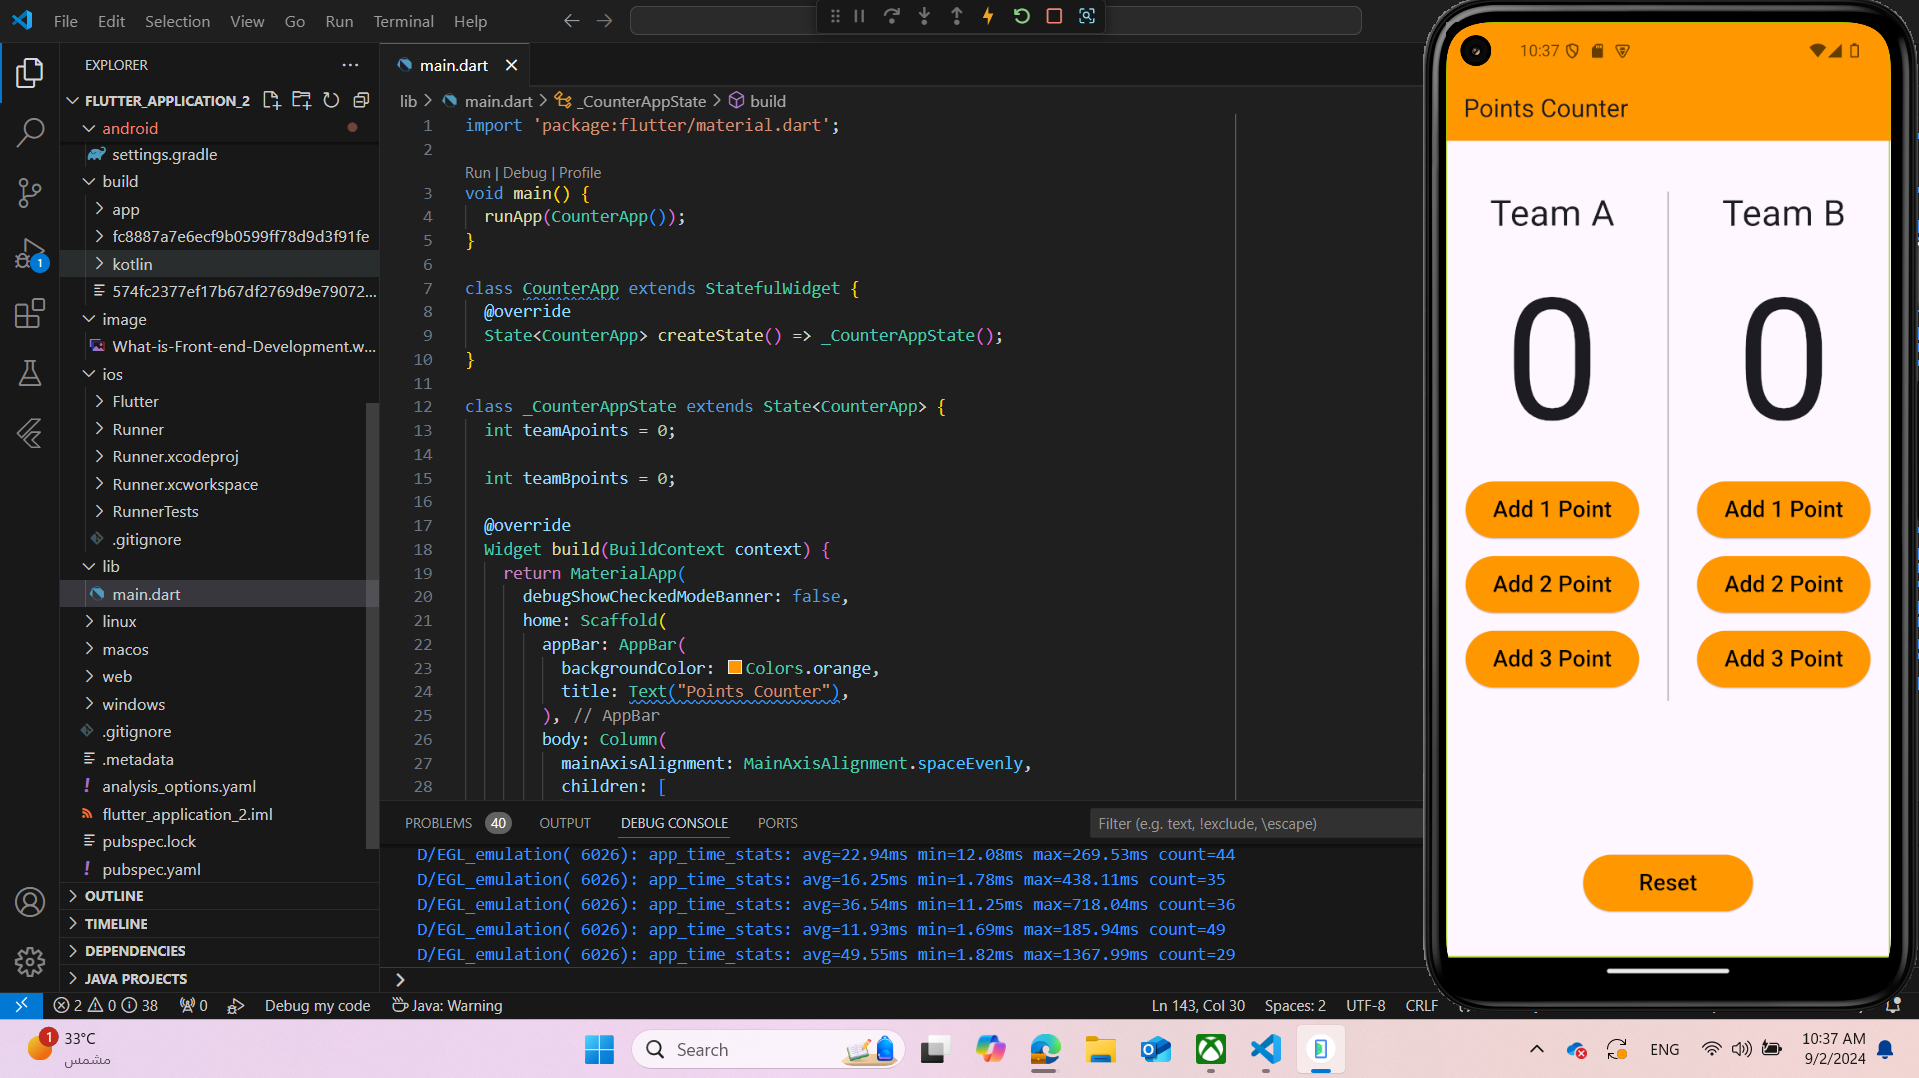 File Edit Selection View Go Run Terminal Help
EXPLORER
FLUTTER_APPLICATION_2
android
settings.gradle
build
app
fc8887a7e6ecf9b0599ff78d9d3f91fe
kotlin
574fc2377ef17b67df2769d9e79072...
image
What-is-Front-end-Development.w...
ios
Flutter
Runner
Runner.xcodeproj
Runner.xcworkspace
RunnerTests
.gitignore
lib
main.dart
linux
macos
web
windows
.gitignore
.metadata
analysis_options.yaml
flutter_application_2.iml
pubspec.lock
pubspec.yaml
OUTLINE
TIMELINE
DEPENDENCIES
JAVA PROJECTS
1
main.dart
lib > main.dart > _CounterAppState > build
1 import 'package:flutter/material.dart';
2
Run | Debug | Profile
3 void main() {
4 runApp(CounterApp());
5 }
6
7 class CounterApp extends StatefulWidget {
8 @override
9 State<CounterApp> createState() => _CounterAppState();
10 }
11
12 class _CounterAppState extends State<CounterApp> {
13 int teamApoints = 0;
14
15 int teamBpoints = 0;
16
17 @override
18 Widget build(BuildContext context) {
19 return MaterialApp(
20 debugShowCheckedModeBanner: false,
21 home: Scaffold(
22 appBar: AppBar(
23 backgroundColor: Colors.orange,
24 title: Text("Points Counter"),
25 ), // AppBar
26 body: Column(
27 mainAxisAlignment: MainAxisAlignment.spaceEvenly,
28 children: [
PROBLEMS 40 OUTPUT DEBUG CONSOLE PORTS
Filter (e.g. text, !exclude, \escape)
D/EGL_emulation( 6026): app_time_stats: avg=22.94ms min=12.08ms max=269.53ms count=44
D/EGL_emulation( 6026): app_time_stats: avg=16.25ms min=1.78ms max=438.11ms count=35
D/EGL_emulation( 6026): app_time_stats: avg=36.54ms min=11.25ms max=718.04ms count=36
D/EGL_emulation( 6026): app_time_stats: avg=11.93ms min=1.69ms max=185.94ms count=49
D/EGL_emulation( 6026): app_time_stats: avg=49.55ms min=1.82ms max=1367.99ms count=29
2 0 38 0 Debug my code Java: Warning
Ln 143, Col 30 Spaces: 2 UTF-8 CRLF
10:37
Points Counter
Team A
Team B
0
0
Add 1 Point
Add 1 Point
Add 2 Point
Add 2 Point
Add 3 Point
Add 3 Point
Reset
1
33°C
مشمس
Search
ENG
10:37 AM
9/2/2024